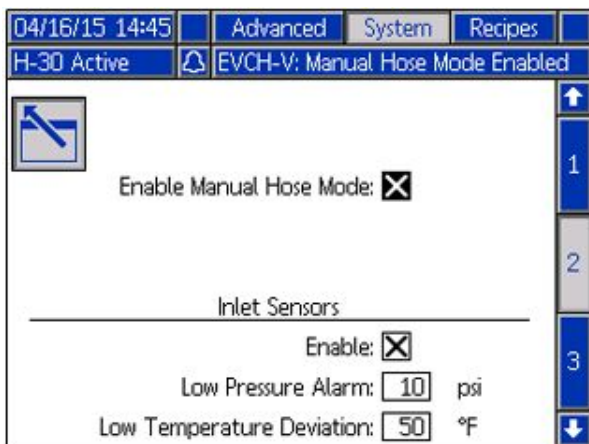 04/16/15 14:45 Advanced System Recipes
H-30 Active EVCH-V: Manual Hose Mode Enabled
1
Enable Manual Hose Mode:
2
Inlet Sensors
Enable:
3
Low Pressure Alarm: 10 psi
Low Temperature Deviation: 50 °F